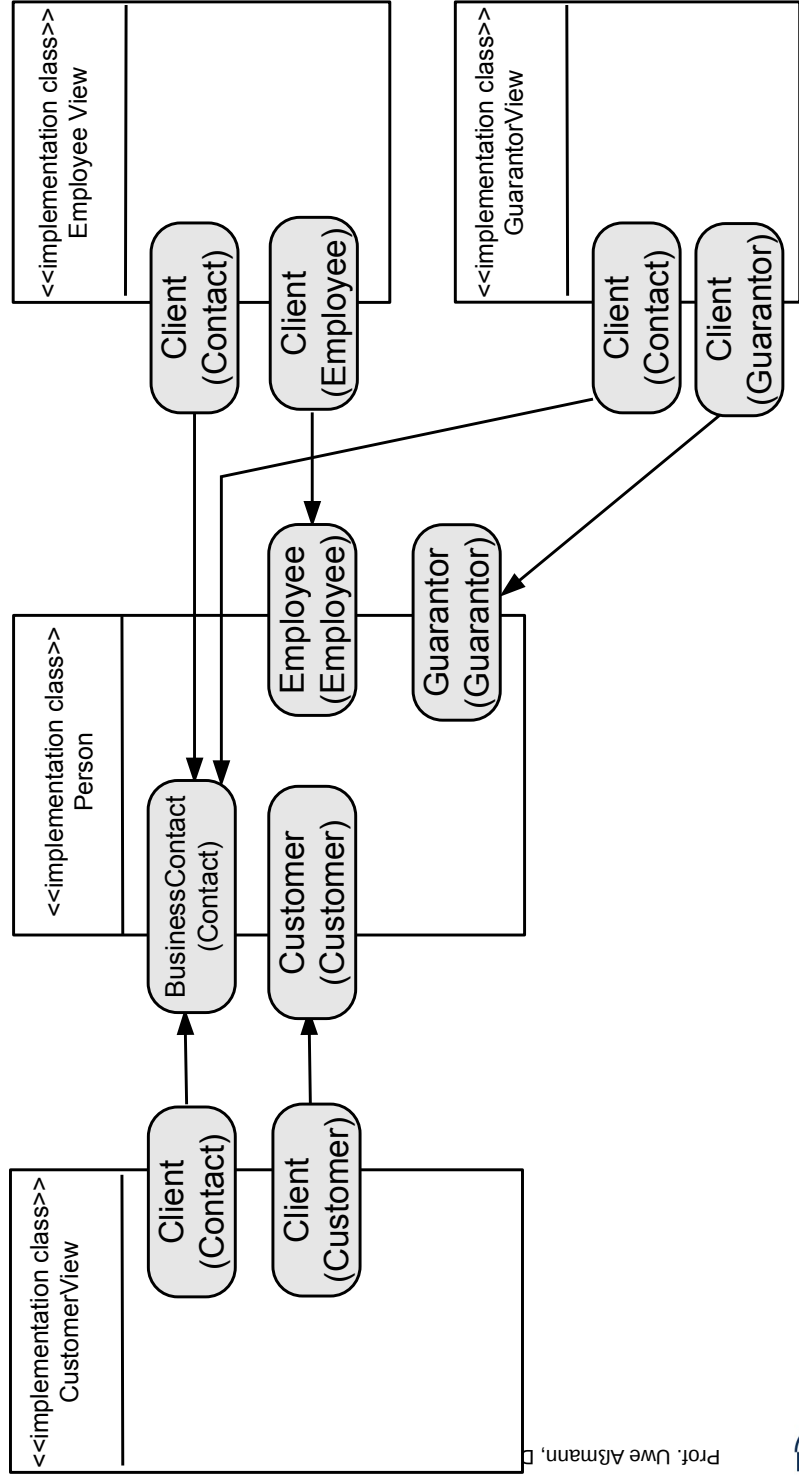 <<implementation class>>
CustomerView
Client
(Contact)
Client
(Customer)
<<implementation class>>
Person
BusinessContact
(Contact)
Customer
(Customer)
Employee
(Employee)
Guarantor
(Guarantor)
<<implementation class>>
Employee View
Client
(Contact)
Client
(Employee)
<<implementation class>>
GuarantorView
Client
(Contact)
Client
(Guarantor)
Prof. Uwe Aßmann,